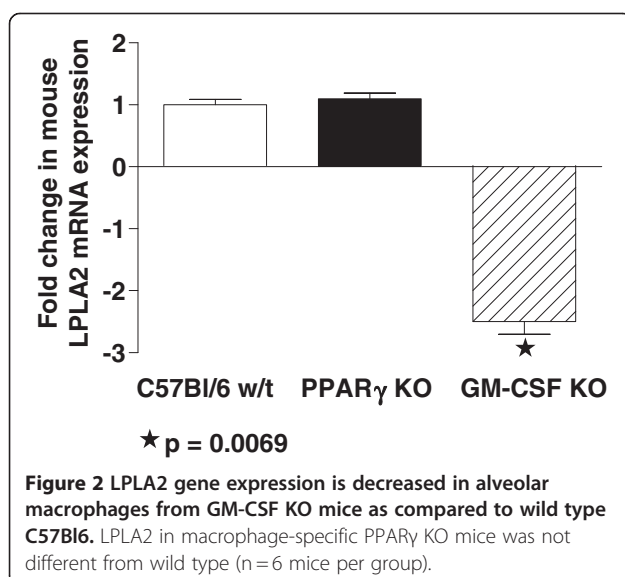 Fold change in mouse
LPLA2 mRNA expression
2
1
0
-1
-2
-3
C57Bl/6 w/t PPARγ KO GM-CSF KO
★
★ p = 0.0069
Figure 2 LPLA2 gene expression is decreased in alveolar
macrophages from GM-CSF KO mice as compared to wild type
C57Bl6. LPLA2 in macrophage-specific PPARγ KO mice was not
different from wild type (n = 6 mice per group).